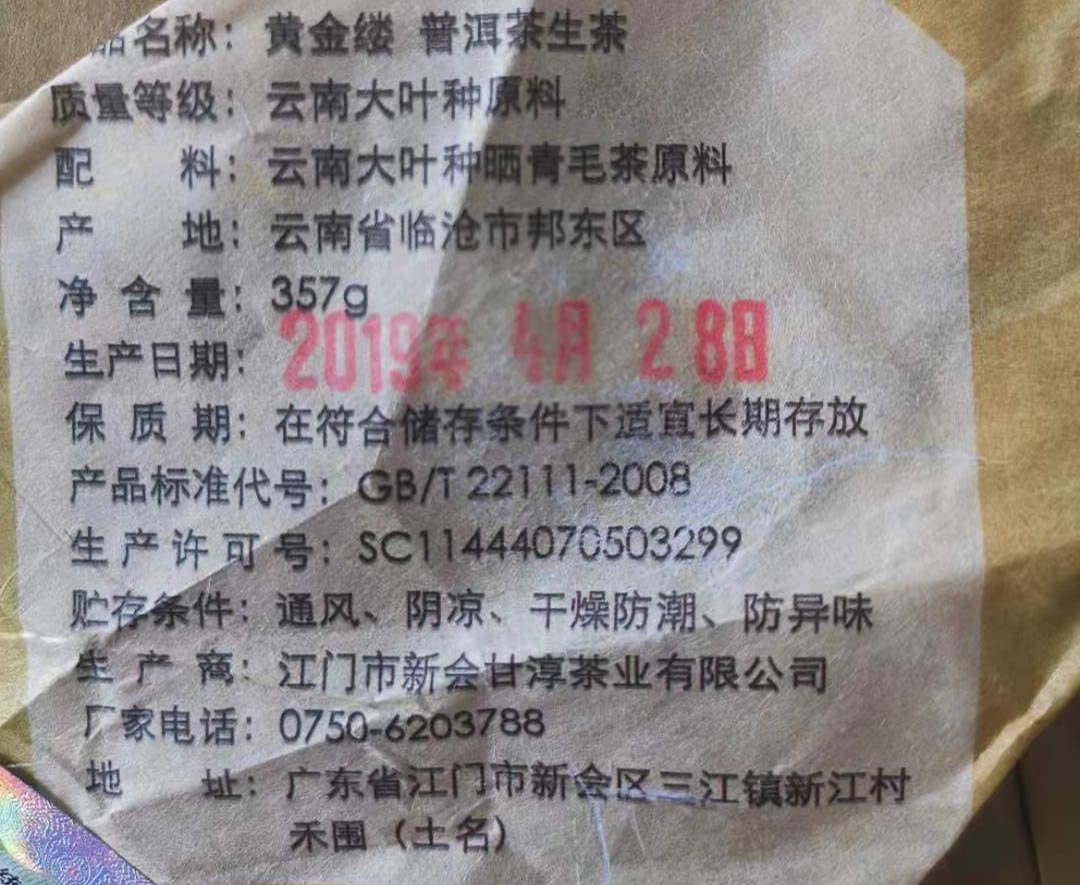 品名称：黄金缕 普洱茶生茶
质量等级：云南大叶种原料
配 料：云南大叶种晒青毛茶原料
产 地：云南省临沧市邦东区
净含量：357g
生产日期：2019年4月28日
保质期：在符合储存条件下适宜长期存放
产品标准代号：GB/T 22111-2008
生产许可号：SC11444070503299
贮存条件：通风、阴凉、干燥防潮、防异味
生产商：江门市新会甘淳茶业有限公司
厂家电话：0750-6203788
地 址：广东省江门市新会区三江镇新江村
禾围（土名）